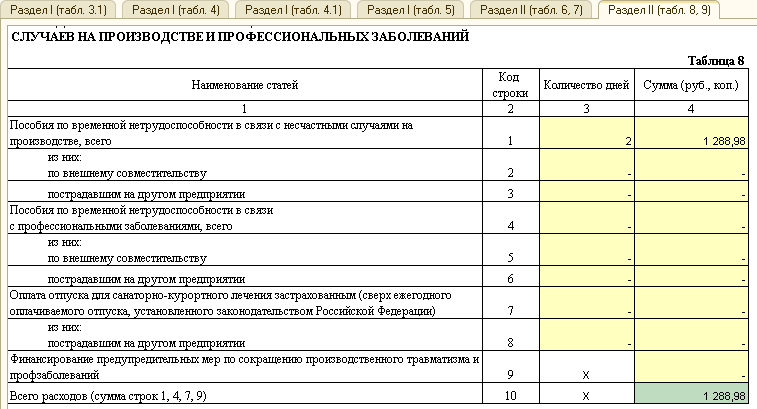 Раздел I (табл. 3.1) Раздел I (табл. 4) Раздел I (табл. 4.1) Раздел I (табл. 5) Раздел II (табл. 6, 7) Раздел II (табл. 8, 9)
СЛУЧАЕВ НА ПРОИЗВОДСТВЕ И ПРОФЕССИОНАЛЬНЫХ ЗАБОЛЕВАНИЙ
Таблица 8
Наименование статей Код строки Количество дней Сумма (руб., коп.)
1 2 3 4
Пособия по временной нетрудоспособности в связи с несчастными случаями на
производстве, всего 1 2 1 288,98
из них:
по внешнему совместительству 2 - -
пострадавшим на другом предприятии 3 - -
Пособия по временной нетрудоспособности в связи
с профессиональными заболеваниями, всего 4 - -
из них:
по внешнему совместительству 5 - -
пострадавшим на другом предприятии 6 - -
Оплата отпуска для санаторно-курортного лечения застрахованным (сверх ежегодного
оплачиваемого отпуска, установленного законодательством Российской Федерации) 7 - -
из них:
пострадавшим на другом предприятии 8 - -
Финансирование предупредительных мер по сокращению производственного травматизма и
профзаболеваний 9 X -
Всего расходов (сумма строк 1, 4, 7, 9) 10 X 1 288,98